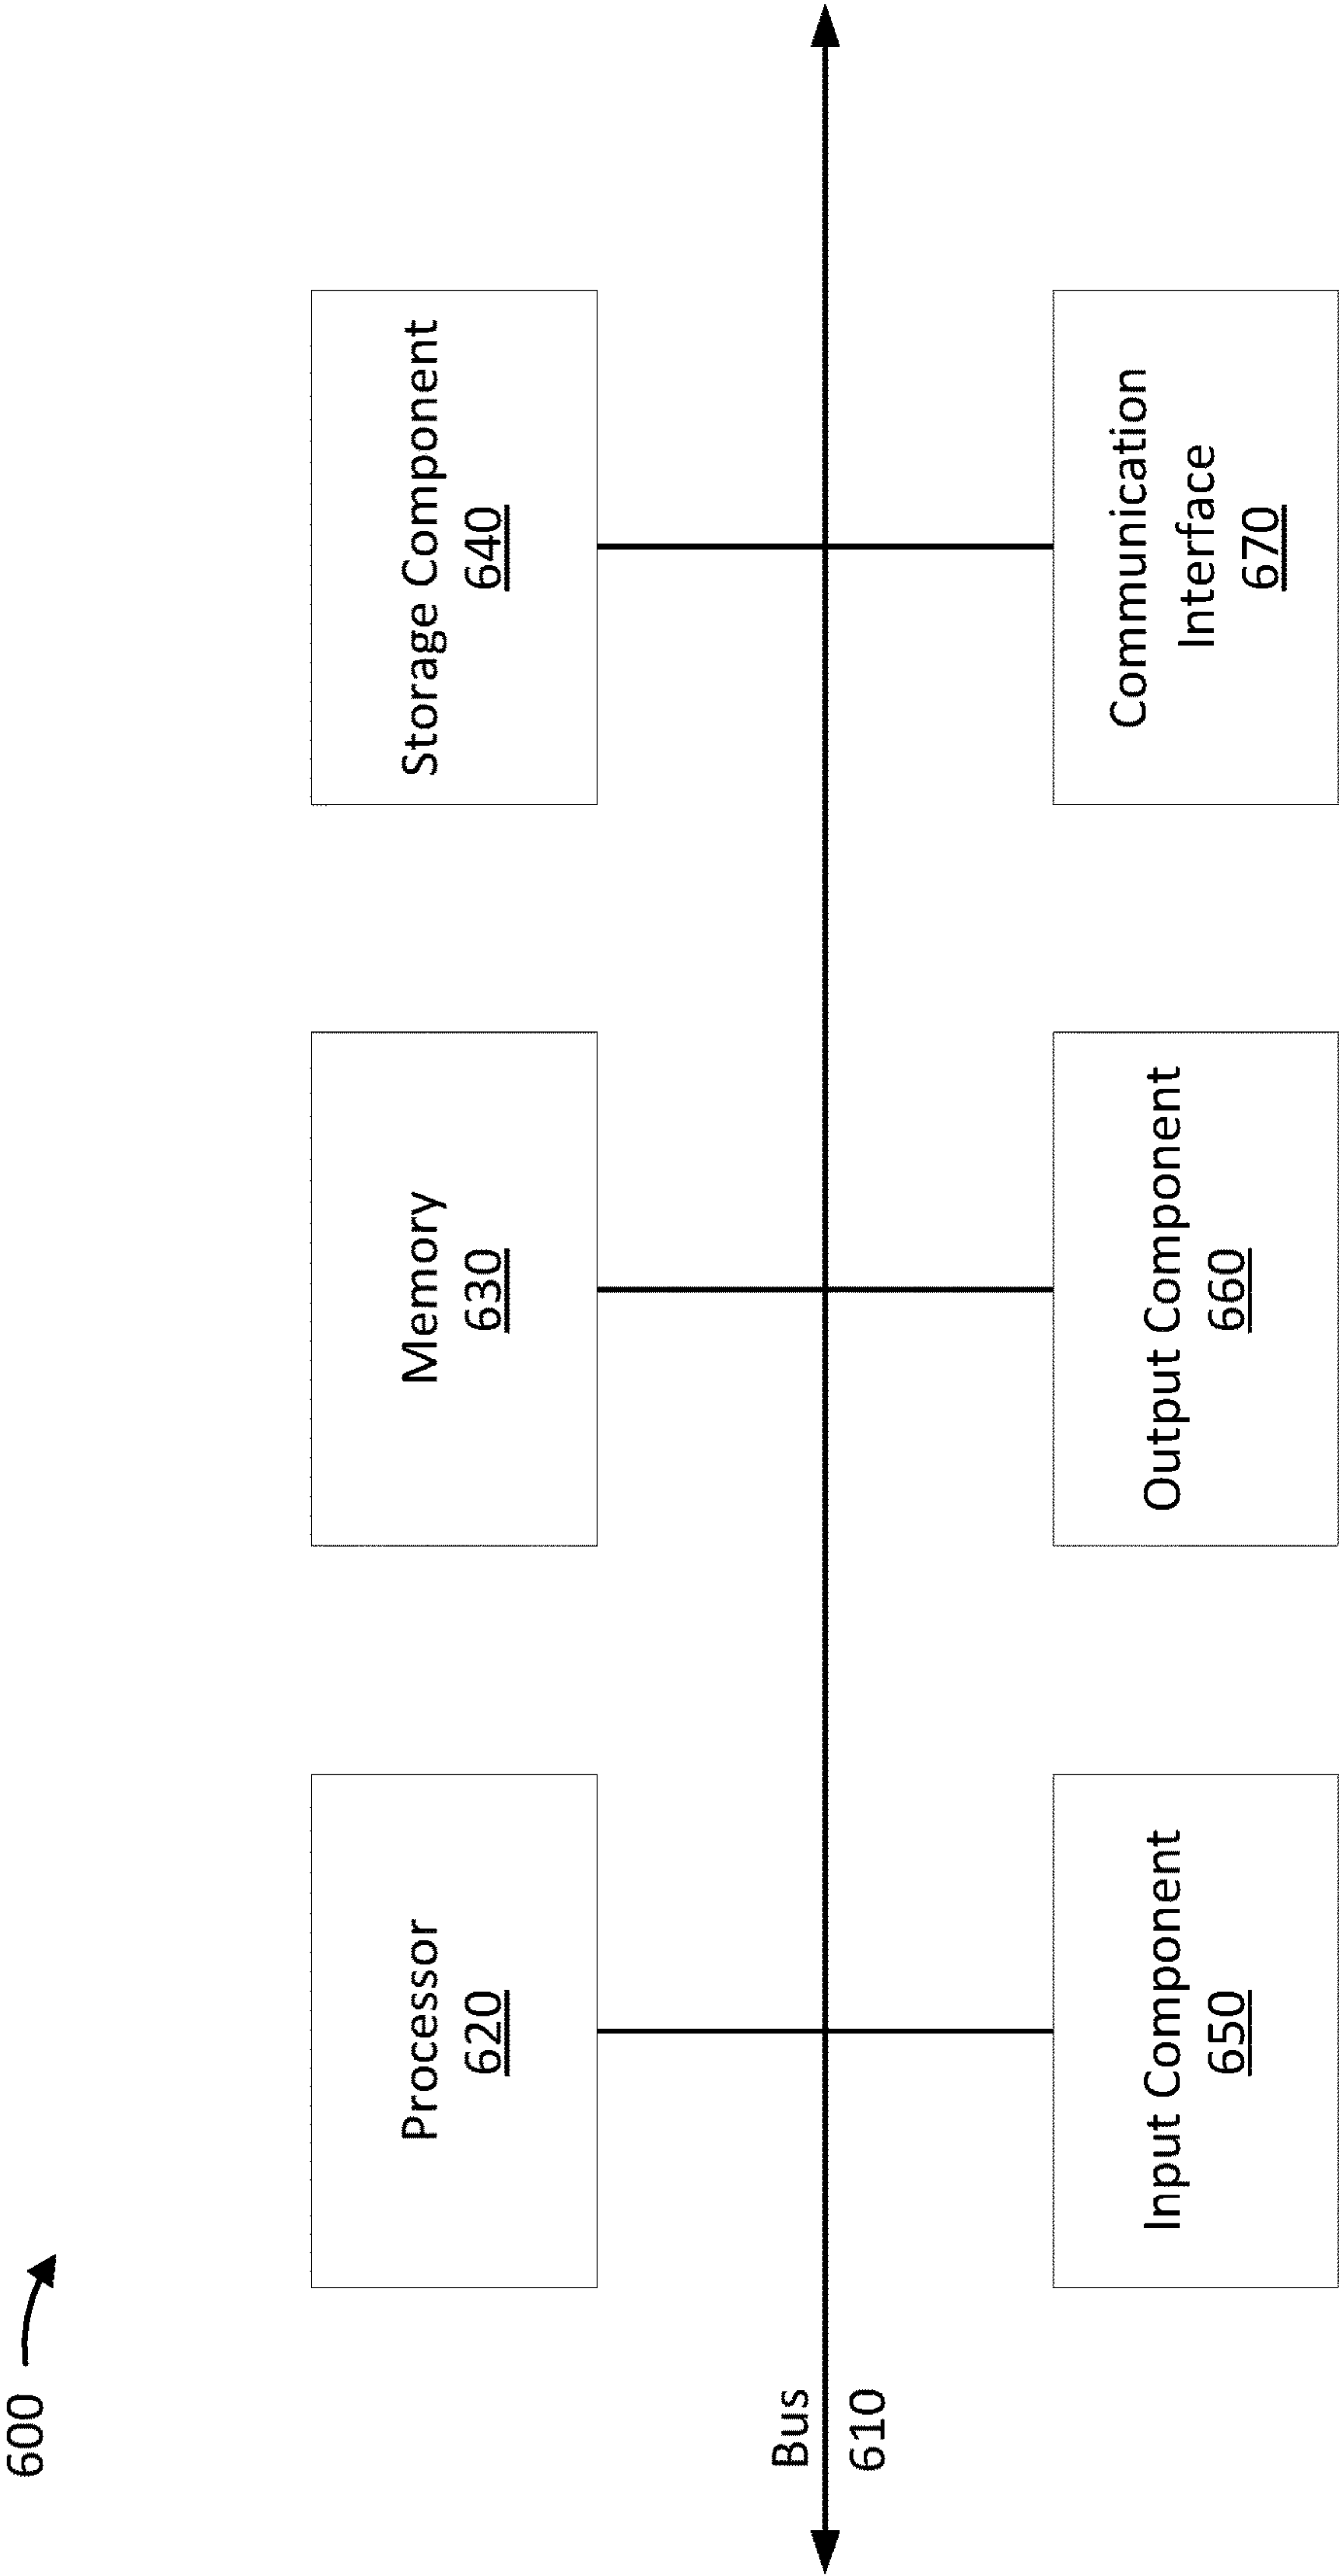 600
Processor
620
Memory
630
Storage Component
640
Bus
610
Input Component
650
Output Component
660
Communication
Interface
670